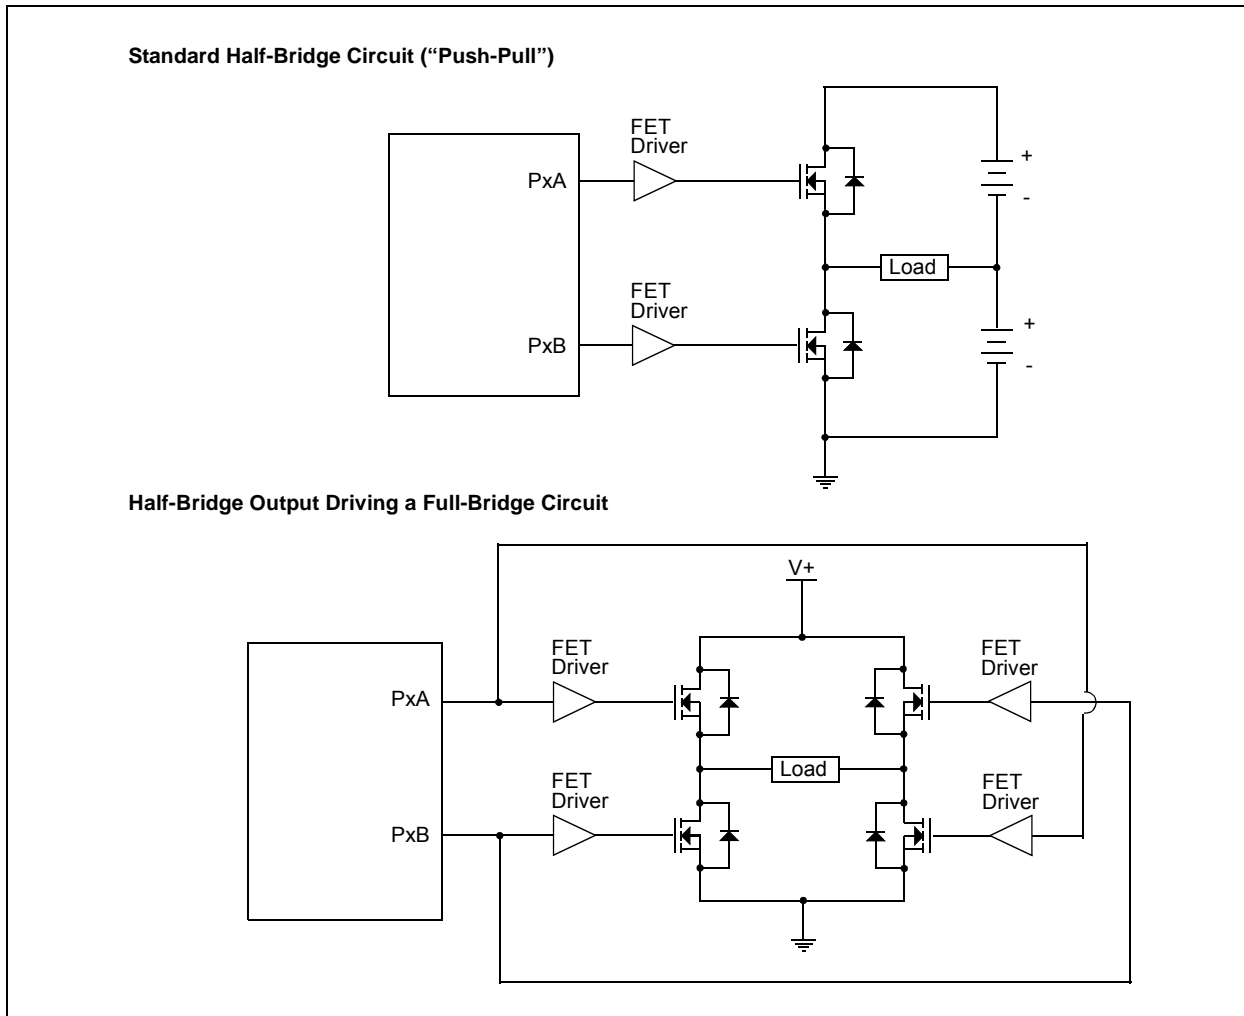 Standard Half-Bridge Circuit (“Push-Pull”)
FET
Driver
PxA
+
-
Load
FET
Driver
+
PxB
-
Half-Bridge Output Driving a Full-Bridge Circuit
V+
FET
Driver
FET
Driver
PxA
Load
FET
Driver
FET
Driver
PxB